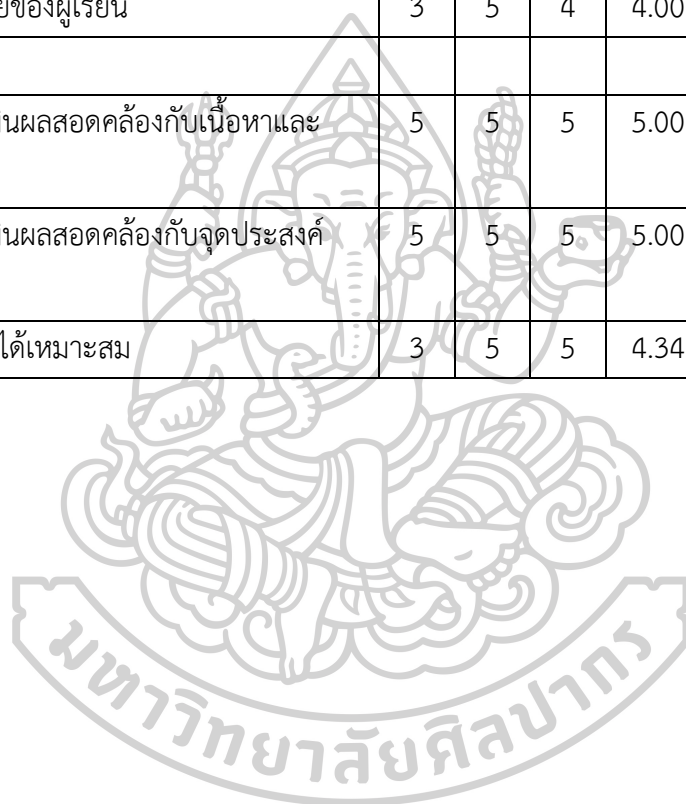 ยของผู้เรียน 3 5 4 4.00
นผลสอดคล้องกับเนื้อหาและ 5 5 5 5.00
นผลสอดคล้องกับจุดประสงค์ 5 5 5 5.00
ได้เหมาะสม 3 5 5 4.34
มหาวิทยาลัยศิลปากร